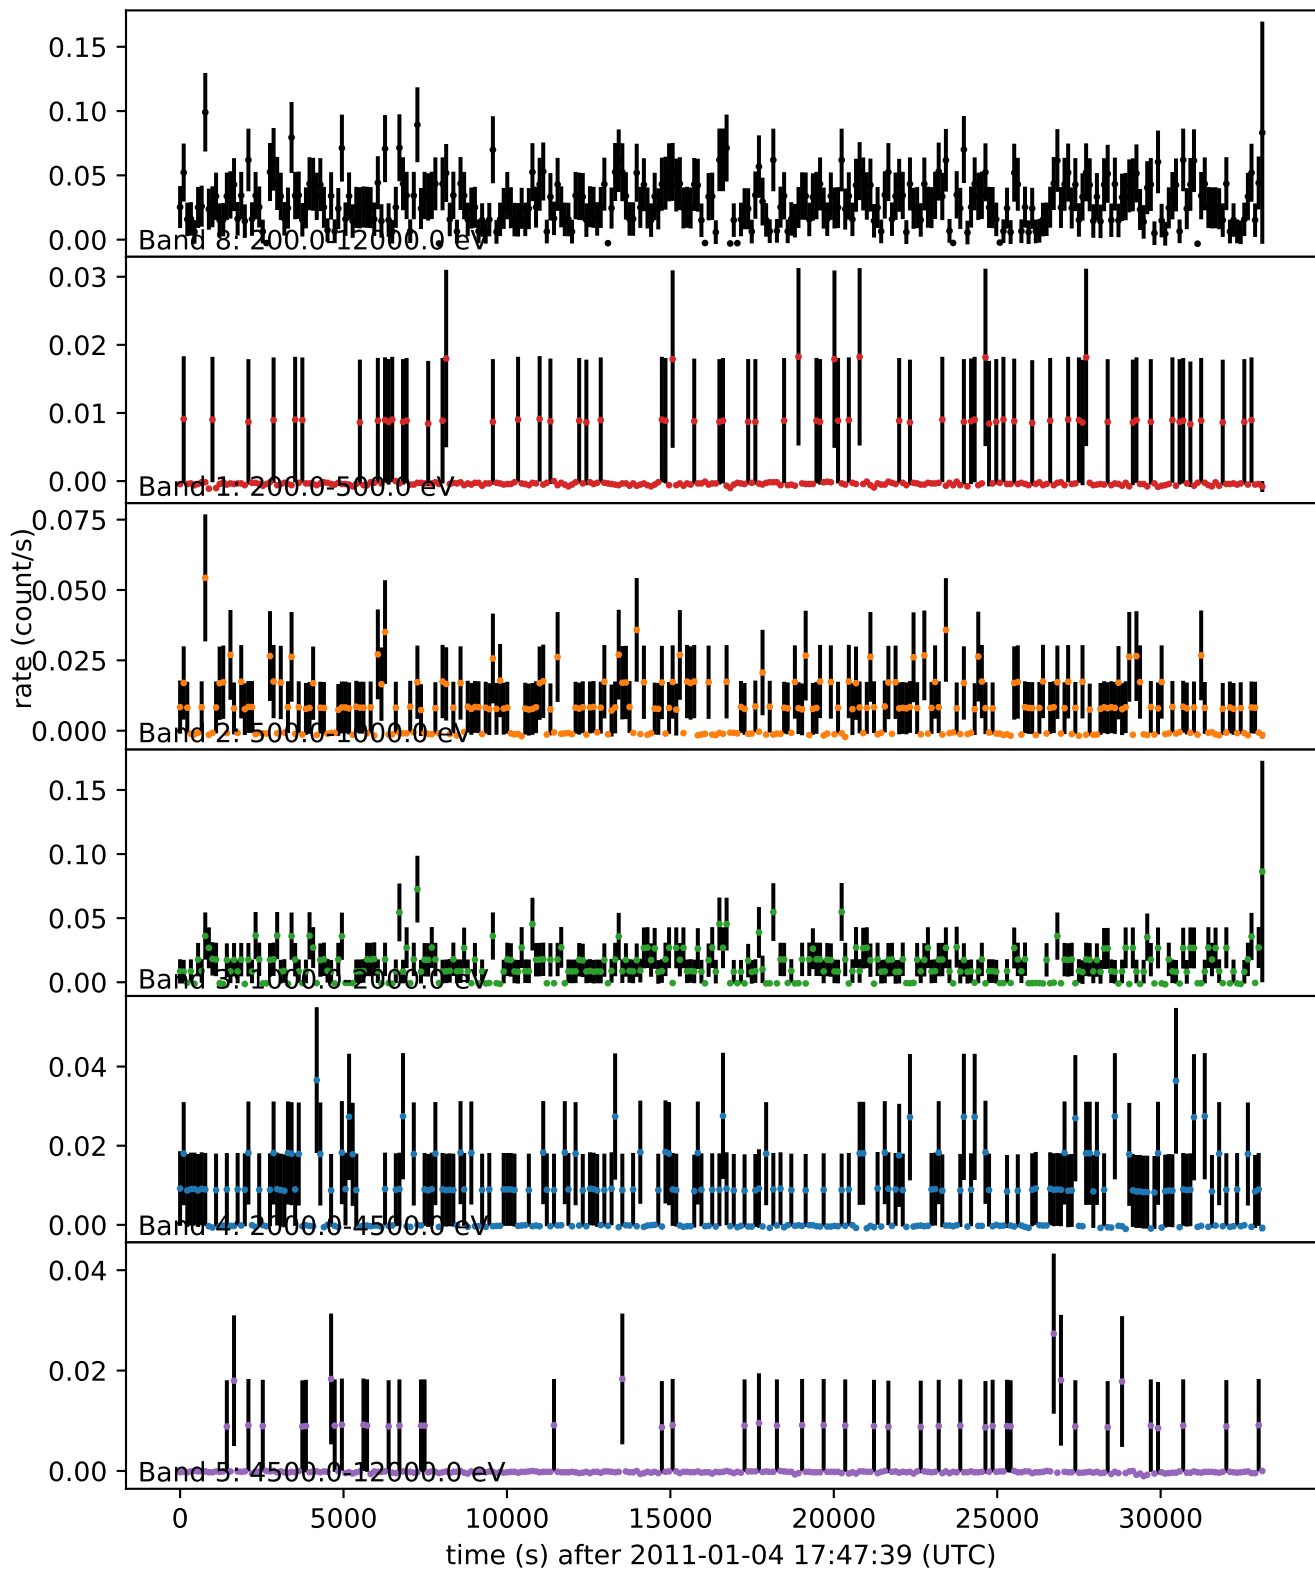 0.15
0.10
0.05
0.00
Band 8: 200.0-12000.0 eV
0.03
0.02
0.01
0.00
Band 1: 200.0-500.0 eV
rate (count/s)
0.075
0.050
0.025
0.000
Band 2: 500.0-1000.0 eV
0.15
0.10
0.05
0.00
Band 3: 1000.0-2000.0 eV
0.04
0.02
0.00
Band 4: 2000.0-4500.0 eV
0.04
0.02
0.00
Band 5: 4500.0-12000.0 eV
0 5000 10000 15000 20000 25000 30000
time (s) after 2011-01-04 17:47:39 (UTC)